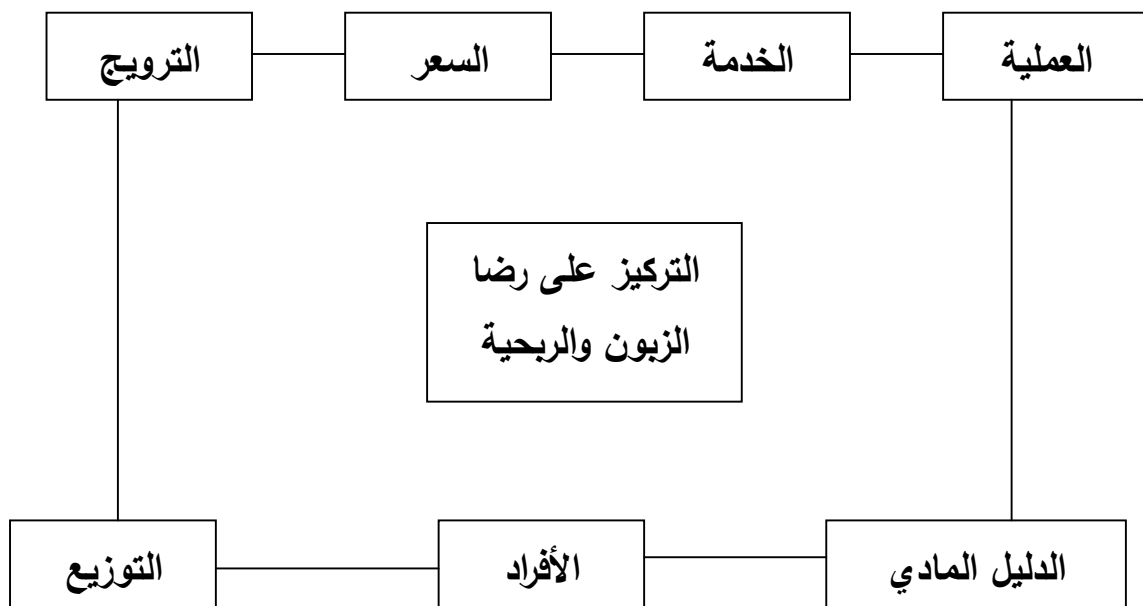 العملية
الخدمة
السعر
الترويج
التركيز على رضا
الزبون والربحية
الدليل المادي
الأفراد
التوزيع